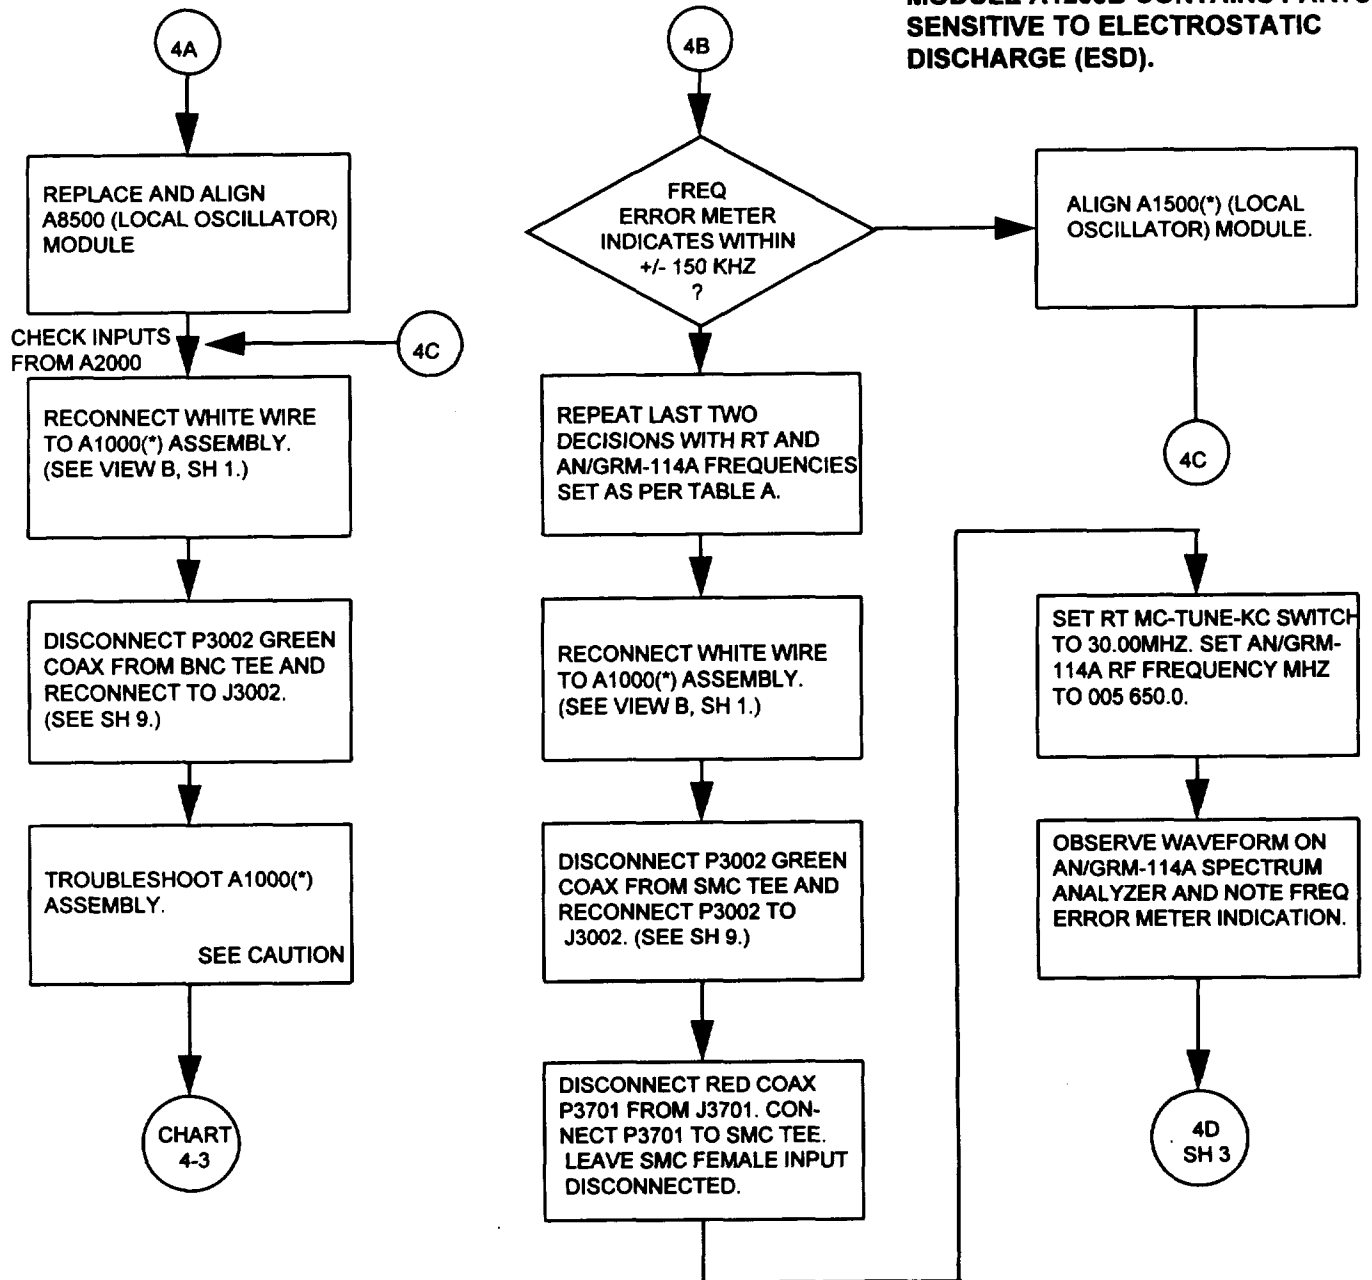 SENSITIVE TO ELECTROSTATIC
DISCHARGE (ESD).
4A
REPLACE AND ALIGN
A8500 (LOCAL OSCILLATOR)
MODULE
CHECK INPUTS
FROM A2000
4C
RECONNECT WHITE WIRE
TO A1000(*) ASSEMBLY.
(SEE VIEW B, SH 1.)
DISCONNECT P3002 GREEN
COAX FROM BNC TEE AND
RECONNECT TO J3002.
(SEE SH 9.)
TROUBLESHOOT A1000(*)
ASSEMBLY.
SEE CAUTION
CHART
4-3
4B
FREQ
ERROR METER
INDICATES WITHIN
+/- 150 KHZ
?
REPEAT LAST TWO
DECISIONS WITH RT AND
AN/GRM-114A FREQUENCIES
SET AS PER TABLE A.
RECONNECT WHITE WIRE
TO A1000(*) ASSEMBLY.
(SEE VIEW B, SH 1.)
DISCONNECT P3002 GREEN
COAX FROM SMC TEE AND
RECONNECT P3002 TO
J3002. (SEE SH 9.)
DISCONNECT RED COAX
P3701 FROM J3701. CON-
NECT P3701 TO SMC TEE.
LEAVE SMC FEMALE INPUT
DISCONNECTED.
ALIGN A1500(*) (LOCAL
OSCILLATOR) MODULE.
4C
SET RT MC-TUNE-KC SWITCH
TO 30.00MHZ. SET AN/GRM-
114A RF FREQUENCY MHZ
TO 005 650.0.
OBSERVE WAVEFORM ON
AN/GRM-114A SPECTRUM
ANALYZER AND NOTE FREQ
ERROR METER INDICATION.
4D
SH 3